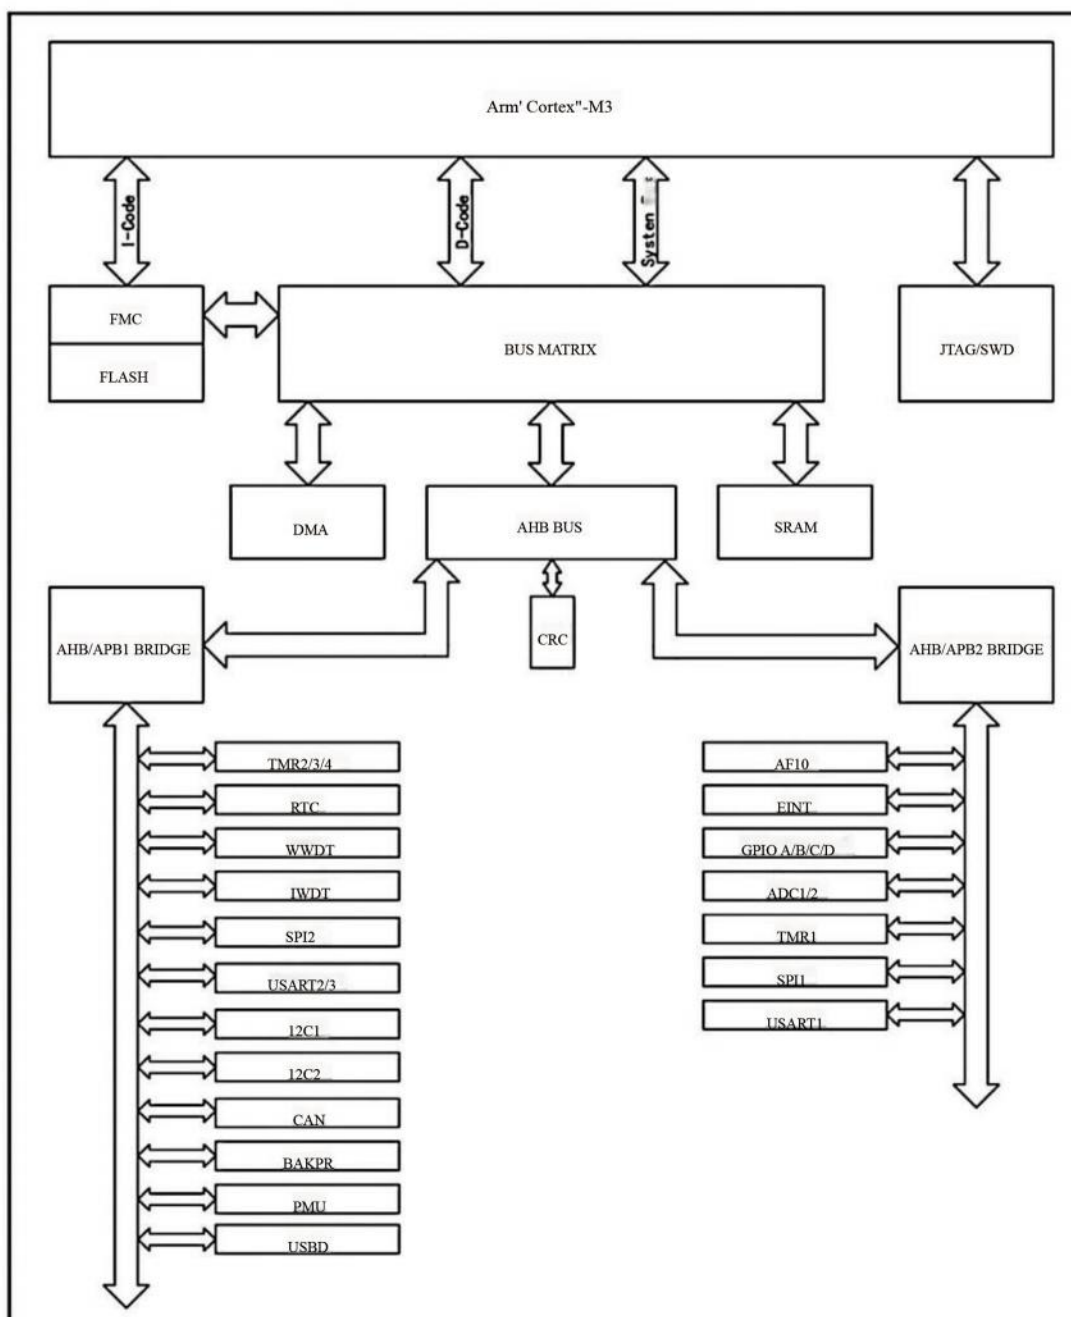 Arm' Cortex"-M3
I-Code
D-Code
Systen
FMC
FLASH
BUS MATRIX
JTAG/SWD
DMA
AHB BUS
SRAM
CRC
AHB/APB1 BRIDGE
AHB/APB2 BRIDGE
TMR2/3/4
RTC
WWDT
IWDT
SPI2
USART2/3
12C1
12C2
CAN
BAKPR
PMU
USBD
AF10
EINT
GPIO A/B/C/D
ADC1/2
TMR1
SPI1
USART1